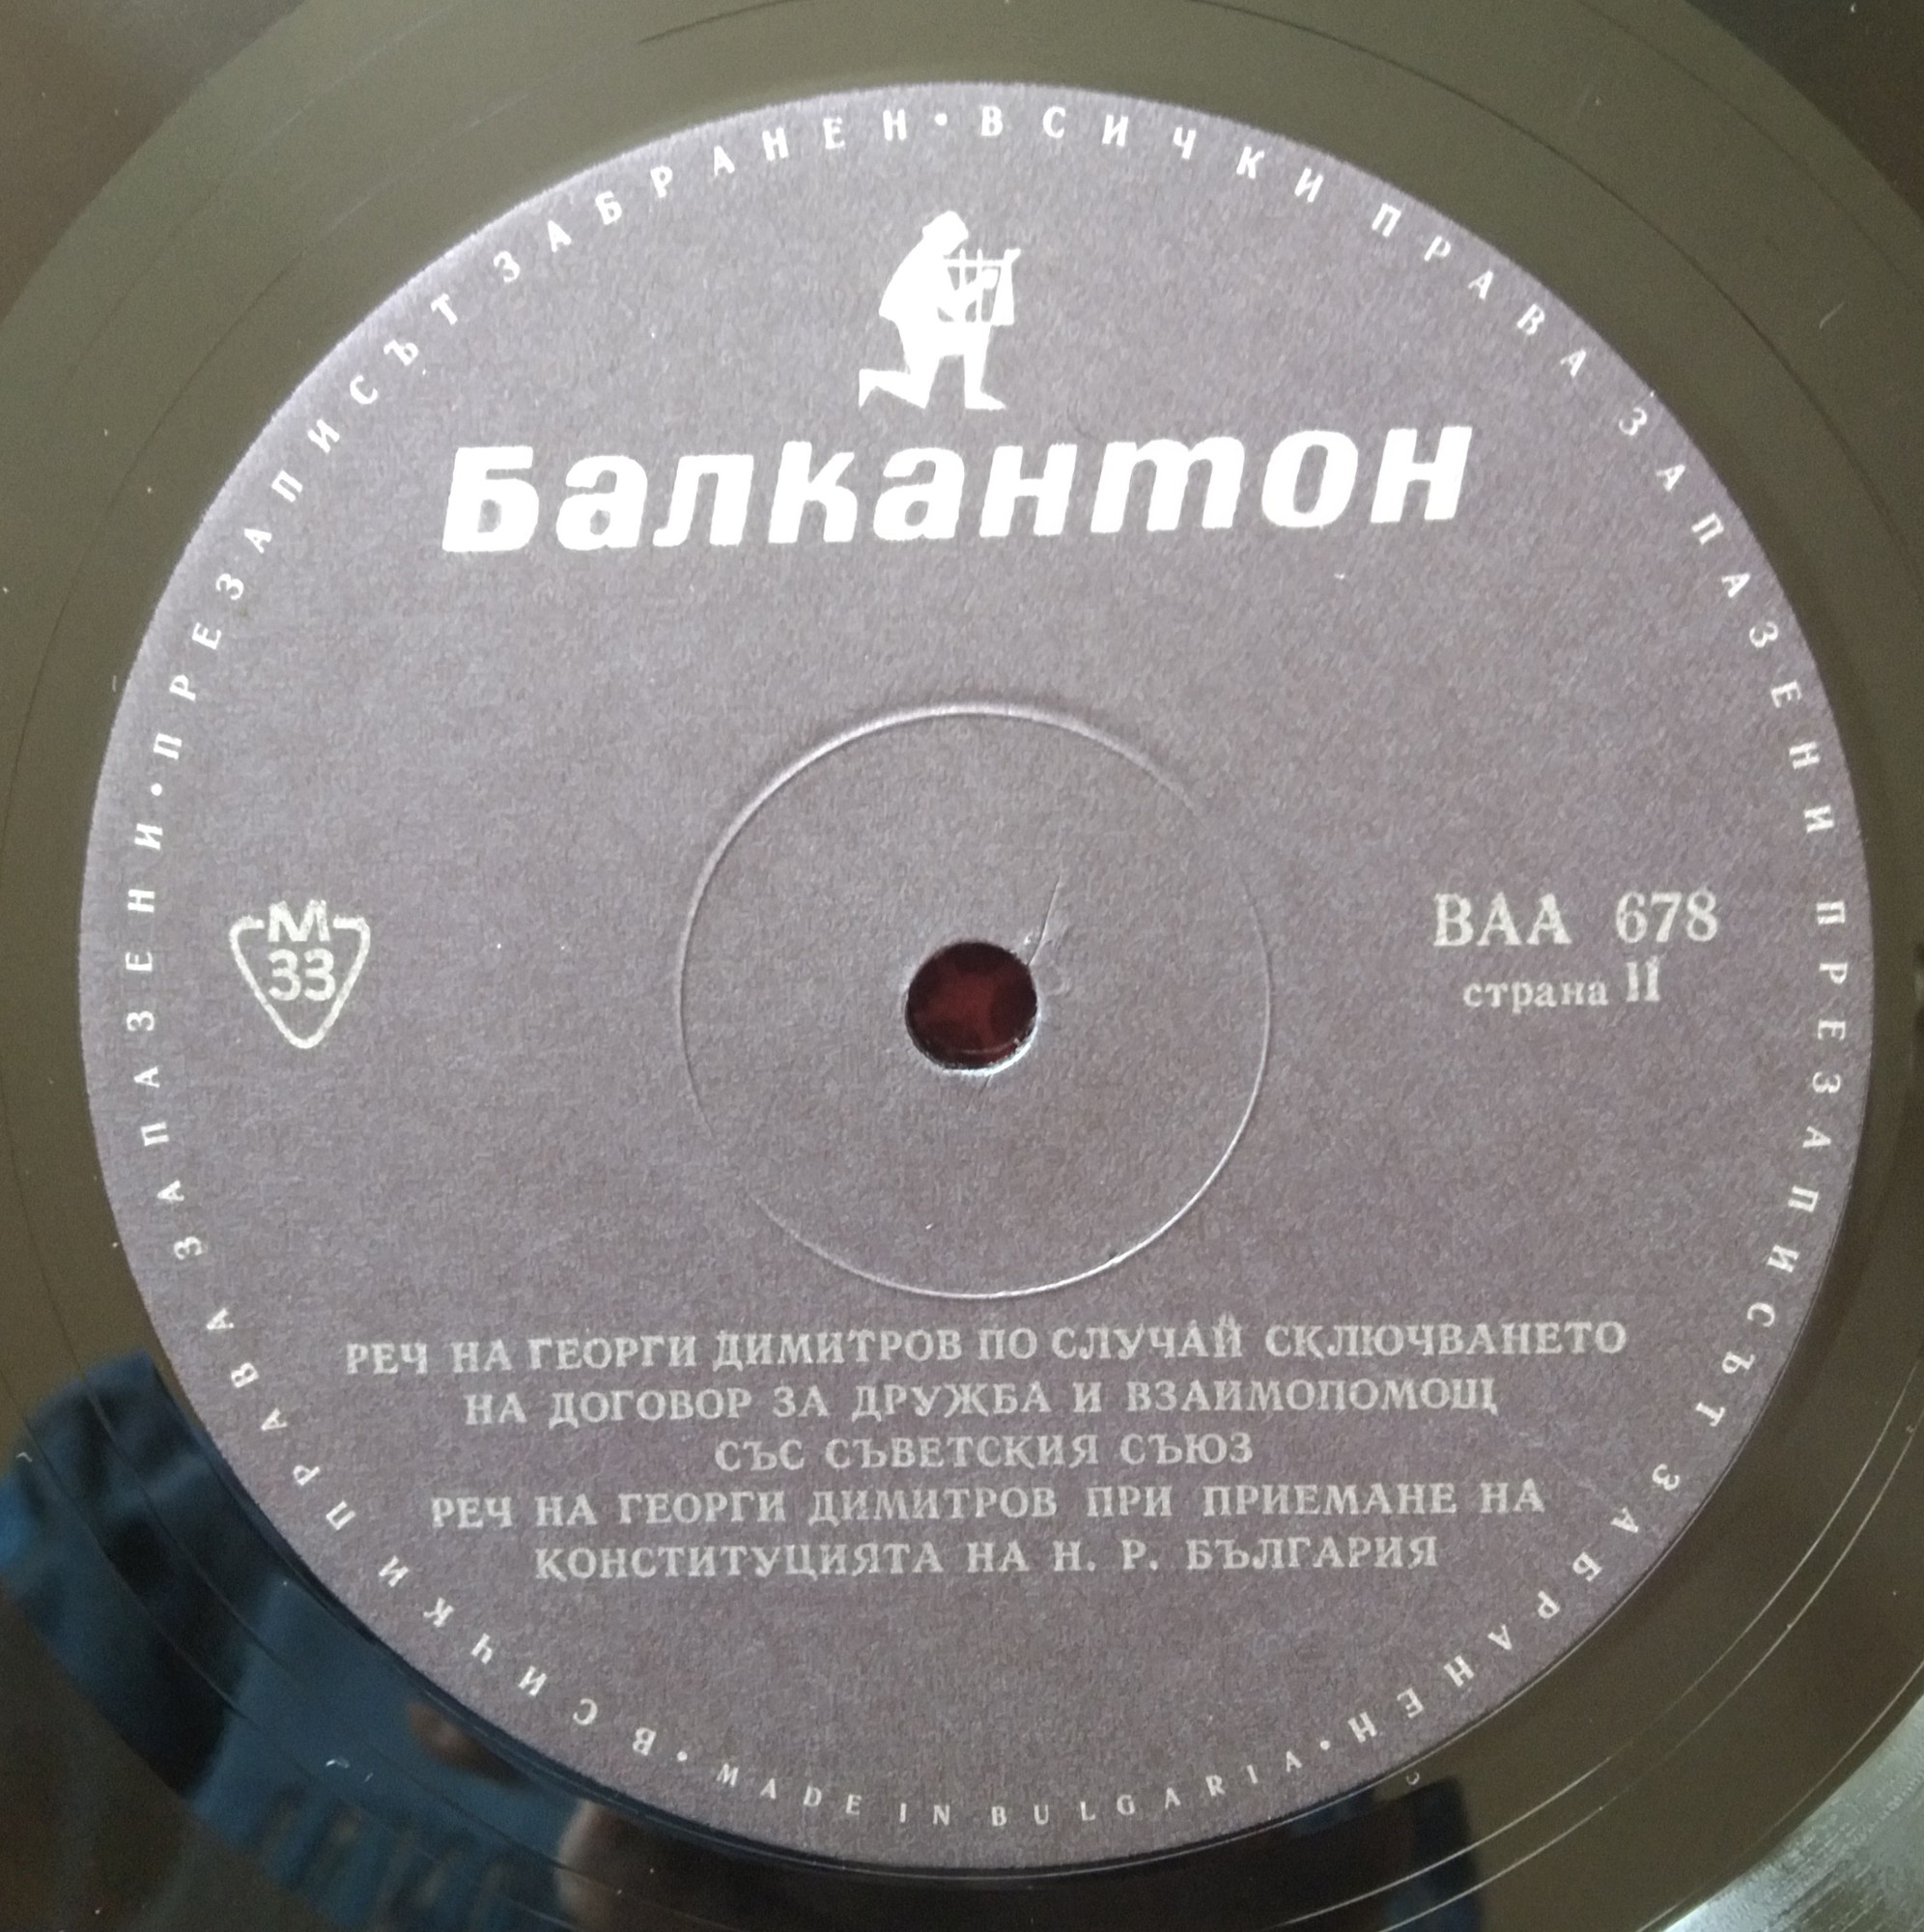 ВСИЧКИ ПРАВА ЗАПАЗЕНИ ПРЕЗАПИСЪТ ЗАБРАНЕН • MADE IN BULGARIA • ВСИЧКИ ПРАВА ЗАПАЗЕНИ • ПРЕЗАПИСЪТ ЗАБРАНЕН •
Балкантон
М
33
ВАА 678
страна II
РЕЧ НА ГЕОРГИ ДИМИТРОВ ПО СЛУЧАЙ СКЛЮЧВАНЕТО
НА ДОГОВОР ЗА ДРУЖБА И ВЗАИМОПОМОЩ
СЪС СЪВЕТСКИЯ СЪЮЗ
РЕЧ НА ГЕОРГИ ДИМИТРОВ ПРИ ПРИЕМАНЕ НА
КОНСТИТУЦИЯТА НА Н. Р. БЪЛГАРИЯ